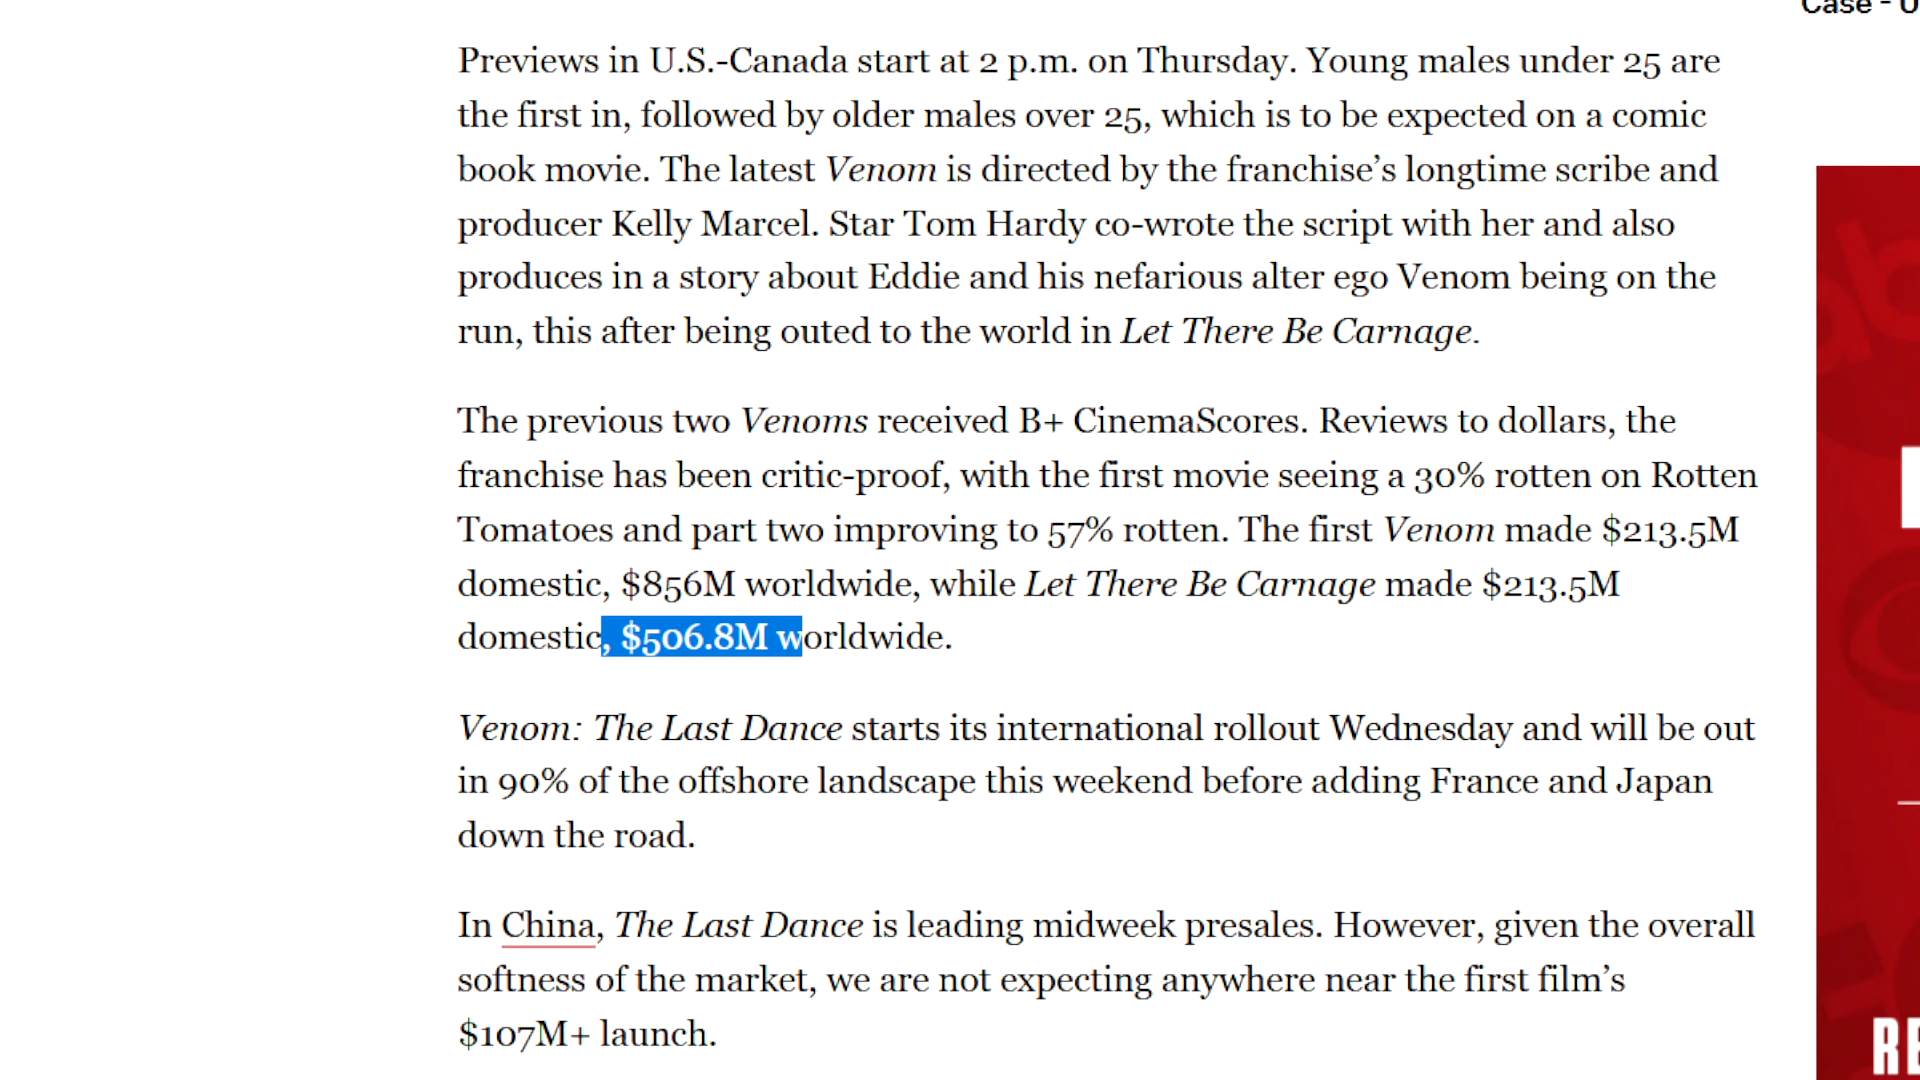 Case - U
Previews in U.S.-Canada start at 2 p.m. on Thursday. Young males under 25 are
the first in, followed by older males over 25, which is to be expected on a comic
book movie. The latest Venom is directed by the franchise’s longtime scribe and
producer Kelly Marcel. Star Tom Hardy co-wrote the script with her and also
produces in a story about Eddie and his nefarious alter ego Venom being on the
run, this after being outed to the world in Let There Be Carnage.
The previous two Venoms received B+ CinemaScores. Reviews to dollars, the
franchise has been critic-proof, with the first movie seeing a 30% rotten on Rotten
Tomatoes and part two improving to 57% rotten. The first Venom made $213.5M
domestic, $856M worldwide, while Let There Be Carnage made $213.5M
domestic, $506.8M worldwide.
Venom: The Last Dance starts its international rollout Wednesday and will be out
in 90% of the offshore landscape this weekend before adding France and Japan
down the road.
In China, The Last Dance is leading midweek presales. However, given the overall
softness of the market, we are not expecting anywhere near the first film’s
$107M+ launch.
RE